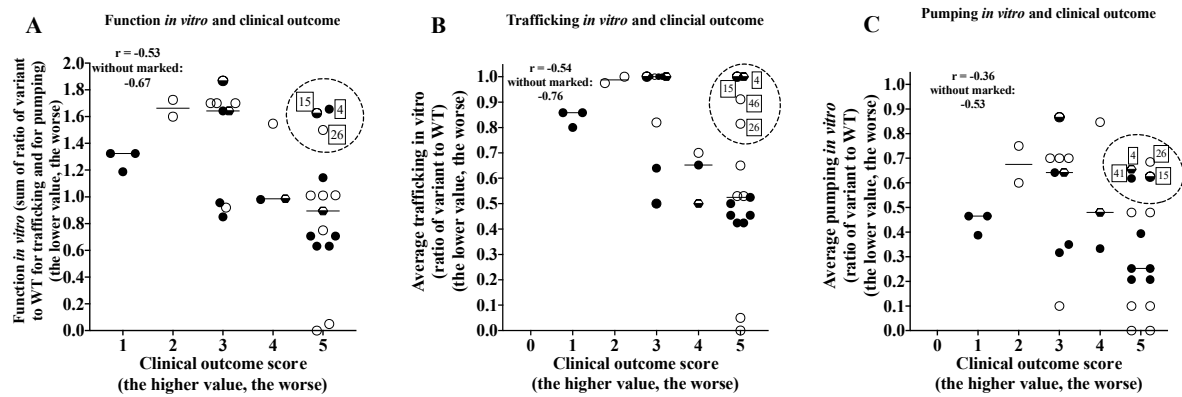 A
Function in vitro and clinical outcome
r = -0.53
without marked:
-0.67
Function in vitro (sum of ratio of variant
to WT for trafficking and for pumping)
(the lower value, the worse)
2.0
1.8
1.6
1.4
1.2
1.0
0.8
0.6
0.4
0.2
0.0
15
4
26
1 2 3 4 5
Clinical outcome score
(the higher value, the worse)
B
Trafficking in vitro and clincial outcome
r = -0.54
without marked:
-0.76
Average trafficking in vitro
(ratio of variant to WT)
(the lower value, the worse)
1.0
0.9
0.8
0.7
0.6
0.5
0.4
0.3
0.2
0.1
0.0
15
4
46
26
0 1 2 3 4 5
Clinical outcome score
(the higher value, the worse)
C
Pumping in vitro and clinical outcome
r = -0.36
without marked:
-0.53
Average pumping in vitro
(ratio of variant to WT)
(the lower value, the worse)
1.0
0.9
0.8
0.7
0.6
0.5
0.4
0.3
0.2
0.1
0.0
4
26
41
15
0 1 2 3 4 5
Clinical outcome score
(the higher value, the worse)